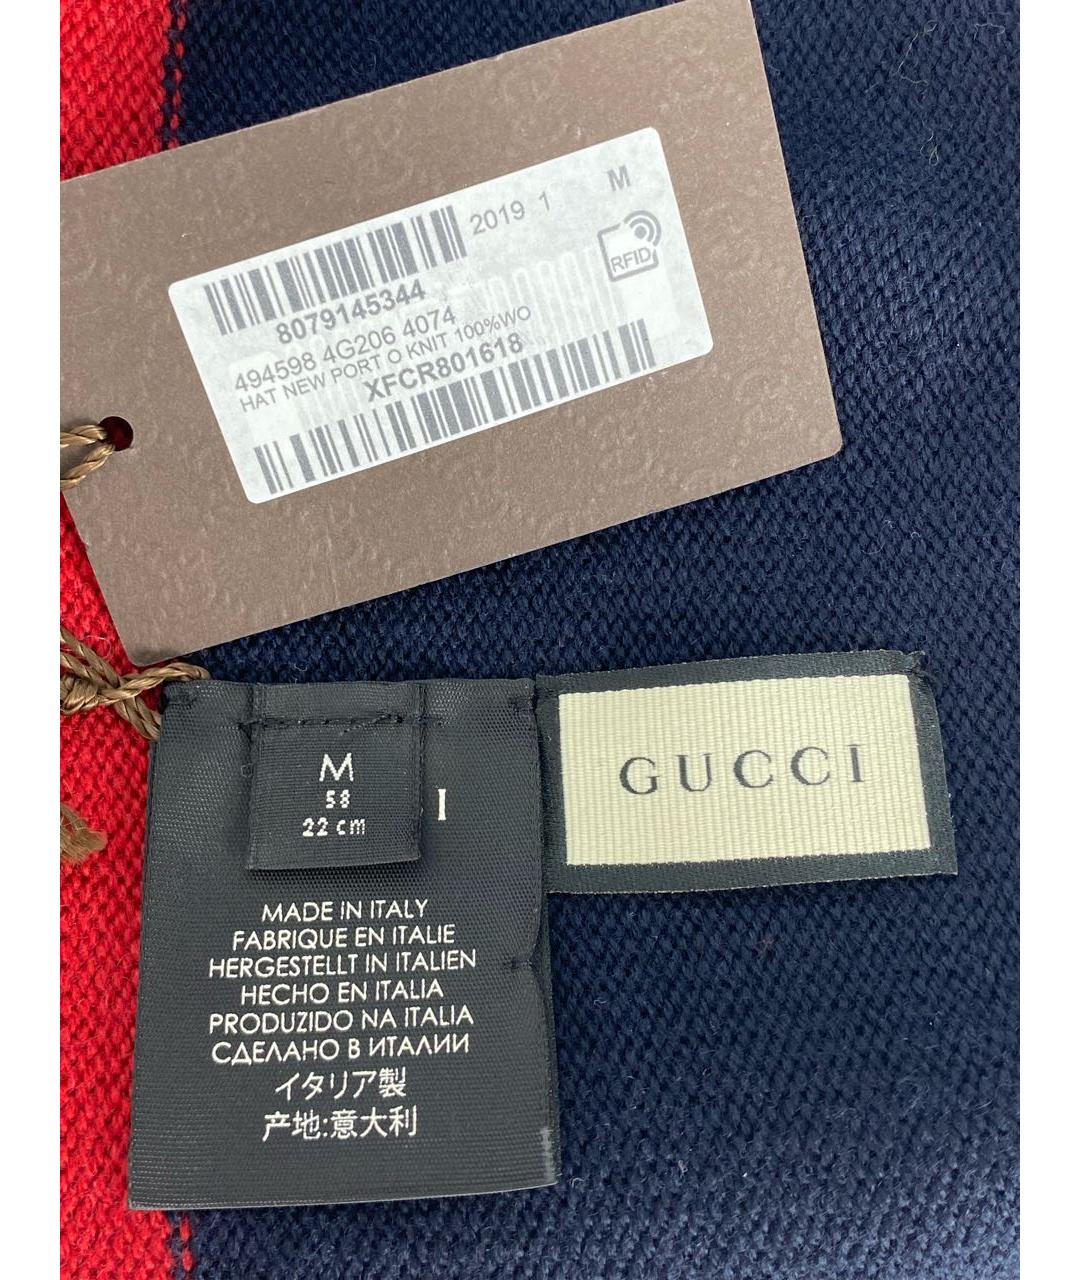 2019 1 M
RFID
8079145344
494598 4G206 4074
HAT NEW PORT O KNIT 100%WO
XFCR801618
M
58
22 cm
I
GUCCI
MADE IN ITALY
FABRIQUE EN ITALIE
HERGESTELLT IN ITALIEN
HECHO EN ITALIA
PRODUZIDO NA ITALIA
СДЕЛАНО В ИТАЛИИ
イタリア製
产地:意大利